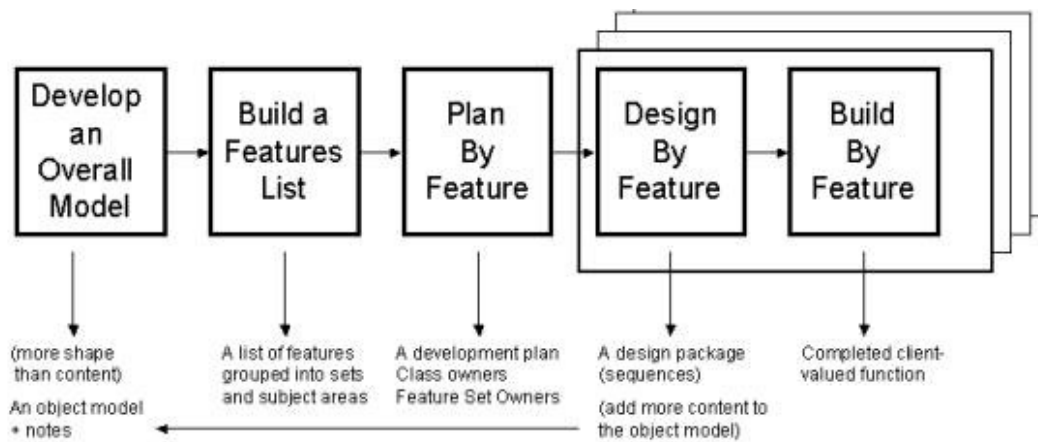 Develop
an
Overall
Model
Build a
Features
List
Plan
By
Feature
Design
By
Feature
Build
By
Feature
(more shape
than content)
An object model
+ notes
A list of features
grouped into sets
and subject areas
A development plan
Class owners
Feature Set Owners
A design package
(sequences)
(add more content to
the object model)
Completed client-
valued function